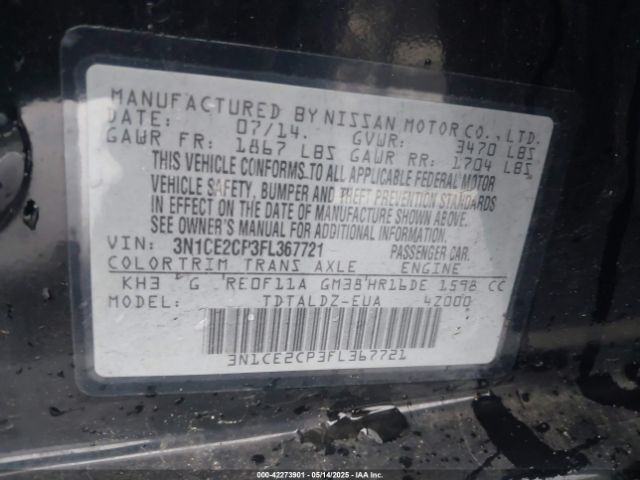 MANUFACTURED BY NISSAN MOTOR CO., LTD.
DATE: 07/14. GVWR: 3470 LBS
GAWR FR: 1867 LBS GAWR RR: 1704 LBS
THIS VEHICLE CONFORMS TO ALL APPLICABLE FEDERAL MOTOR
VEHICLE SAFETY, BUMPER AND THEFT PREVENTION STANDARDS
IN EFFECT ON THE DATE OF MANUFACTURE SHOWN ABOVE.
SEE OWNER'S MANUAL FOR ADDITIONAL INFORMATION.
VIN: 3N1CE2CP3FL367721 PASSENGER CAR.
COLOR TRIM TRANS AXLE ENGINE
KH3 G RE0F11A GM38 HR16DE 1598 CC
MODEL: TDTALDZ-EUA 42000
3N1CE2CP3FL367721
000-42273901 - 05/14/2025 - IAAI Copyright